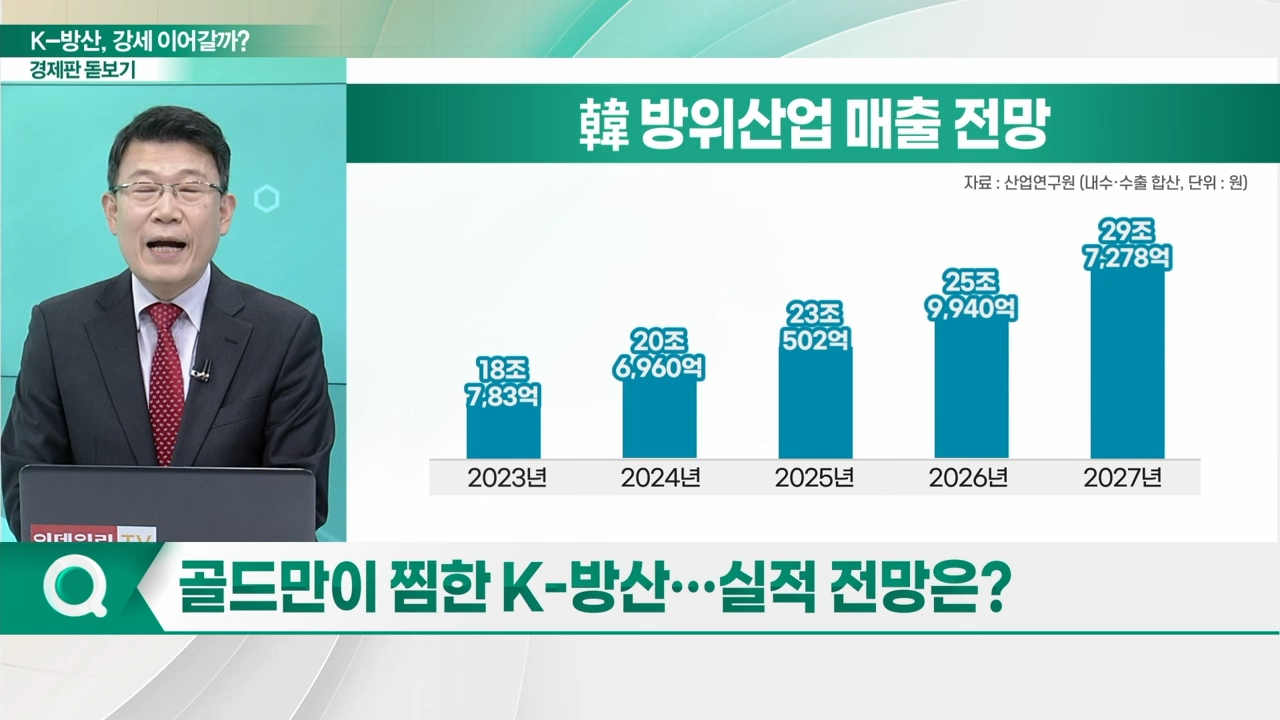 K-방산, 강세 이어갈까?
경제판 돋보기
韓 방위산업 매출 전망
자료 : 산업연구원 (내수·수출 합산, 단위 : 원)
18조
7,83억
20조
6,960억
23조
502억
25조
9,940억
29조
7,278억
2023년
2024년
2025년
2026년
2027년
이데일리 TV
골드만이 찜한 K-방산…실적 전망은?